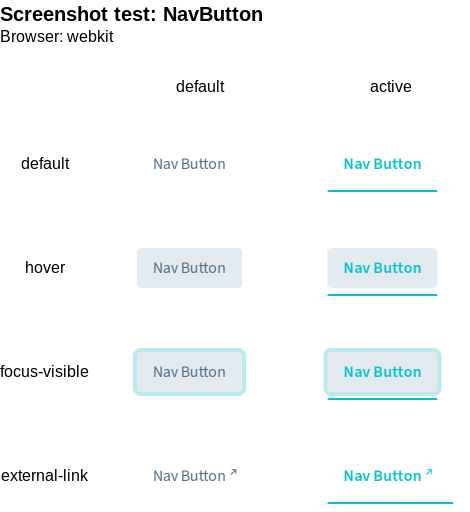 Screenshot test: NavButton
Browser: webkit
default active
default Nav Button Nav Button
hover Nav Button Nav Button
focus-visible Nav Button Nav Button
external-link Nav Button ↗ Nav Button ↗